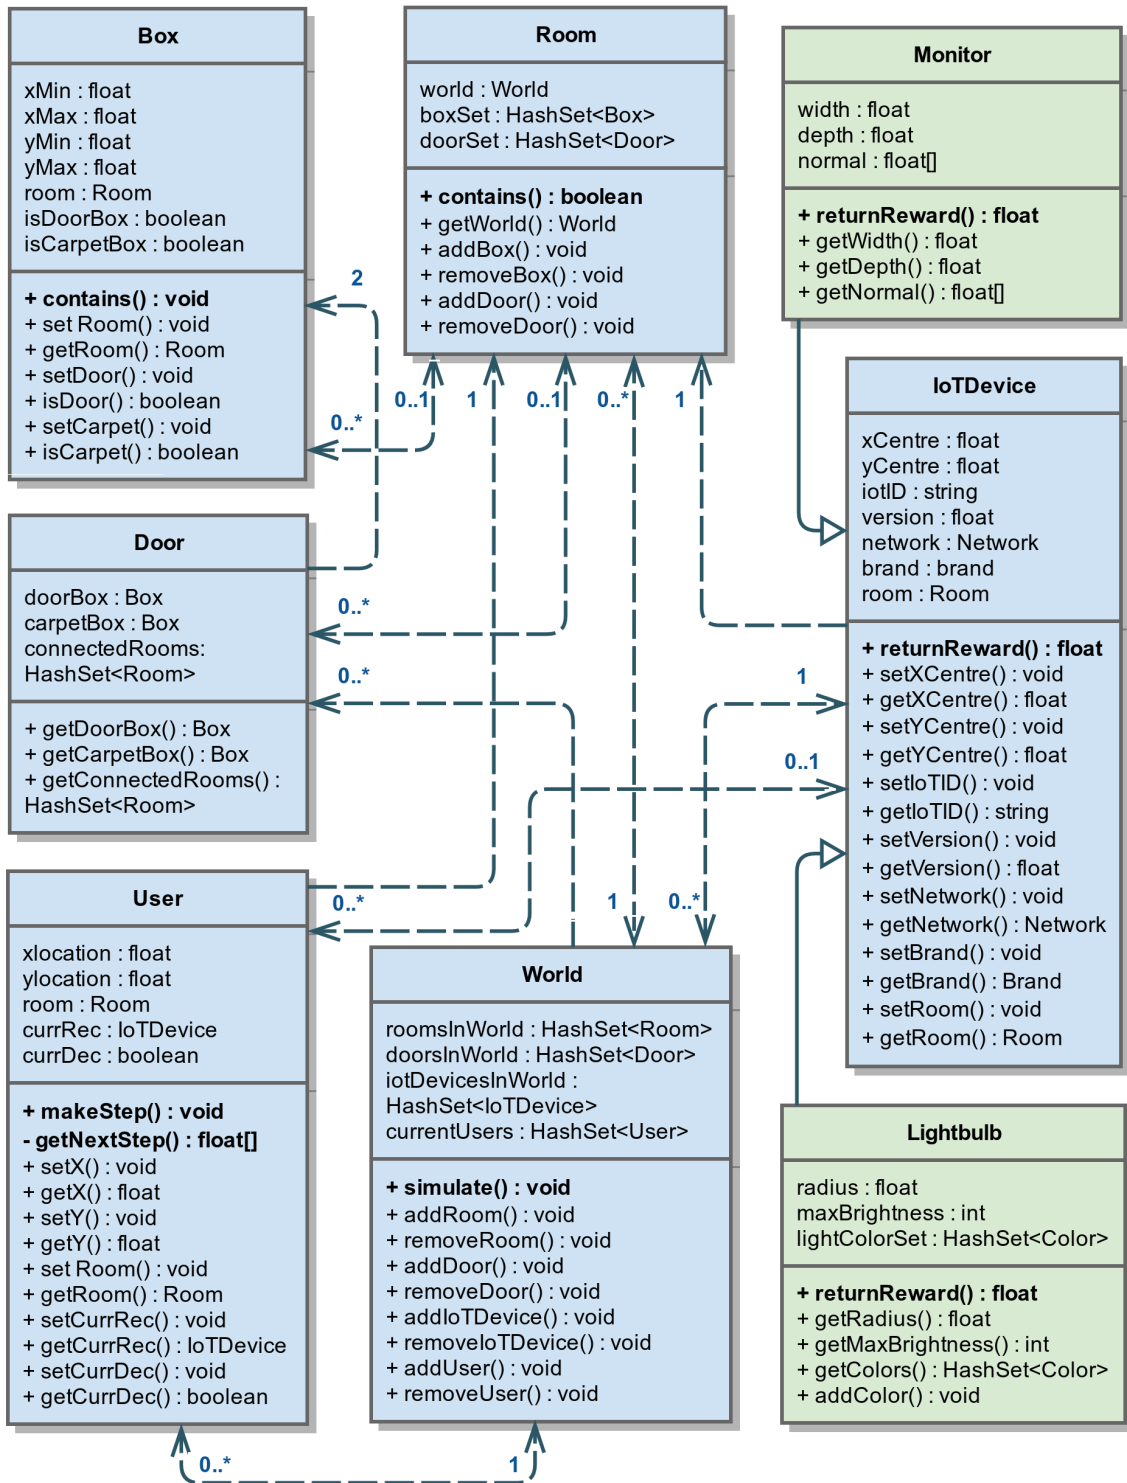 Box
xMin : float
xMax : float
yMin : float
yMax : float
room : Room
isDoorBox : boolean
isCarpetBox : boolean
+ contains() : void
+ set Room() : void
+ getRoom() : Room
+ setDoor() : void
+ isDoor() : boolean
+ setCarpet() : void
+ isCarpet() : boolean
Room
world : World
boxSet : HashSet<Box>
doorSet : HashSet<Door>
+ contains() : boolean
+ getWorld() : World
+ addBox() : void
+ removeBox() : void
+ addDoor() : void
+ removeDoor() : void
Monitor
width : float
depth : float
normal : float[]
+ returnReward() : float
+ getWidth() : float
+ getDepth() : float
+ getNormal() : float[]
2
0..1
1
0..1
0..*
1
0..*
IoTDevice
xCentre : float
yCentre : float
iotID : string
version : float
network : Network
brand : brand
room : Room
+ returnReward() : float
+ setXCentre() : void
+ getXCentre() : float
+ setYCentre() : void
+ getYCentre() : float
+ setIoTID() : void
+ getIoTID() : string
+ setVersion() : void
+ getVersion() : float
+ setNetwork() : void
+ getNetwork() : Network
+ setBrand() : void
+ getBrand() : Brand
+ setRoom() : void
+ getRoom() : Room
Door
doorBox : Box
carpetBox : Box
connectedRooms:
HashSet<Room>
+ getDoorBox() : Box
+ getCarpetBox() : Box
+ getConnectedRooms() :
HashSet<Room>
0..*
0..*
1
0..1
User
xlocation : float
ylocation : float
room : Room
currRec : IoTDevice
currDec : boolean
+ makeStep() : void
- getNextStep() : float[]
+ setX() : void
+ getX() : float
+ setY() : void
+ getY() : float
+ set Room() : void
+ getRoom() : Room
+ setCurrRec() : void
+ getCurrRec() : IoTDevice
+ setCurrDec() : void
+ getCurrDec() : boolean
0..*
1
0..*
World
roomsInWorld : HashSet<Room>
doorsInWorld : HashSet<Door>
iotDevicesInWorld :
HashSet<IoTDevice>
currentUsers : HashSet<User>
+ simulate() : void
+ addRoom() : void
+ removeRoom() : void
+ addDoor() : void
+ removeDoor() : void
+ addIoTDevice() : void
+ removeIoTDevice() : void
+ addUser() : void
+ removeUser() : void
Lightbulb
radius : float
maxBrightness : int
lightColorSet : HashSet<Color>
+ returnReward() : float
+ getRadius() : float
+ getMaxBrightness() : int
+ getColors() : HashSet<Color>
+ addColor() : void
0..*
1